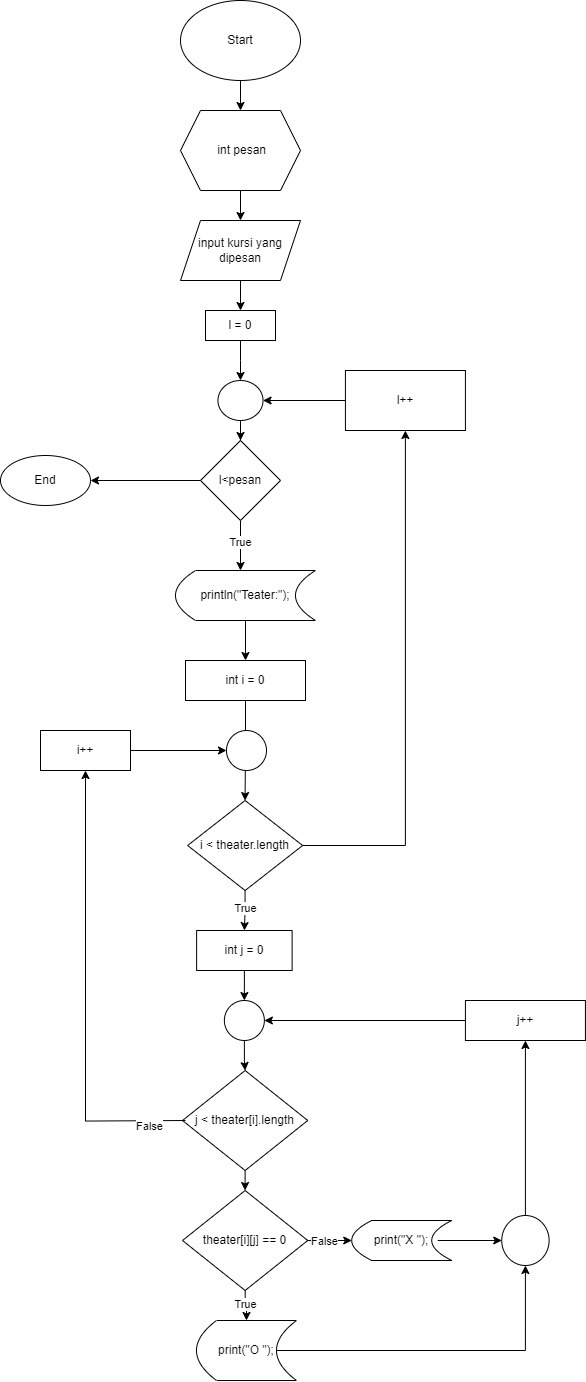 Start
int pesan
input kursi yang
dipesan
I = 0
I++
I<pesan
End
True
println("Teater:");
int i = 0
i++
i < theater.length
True
int j = 0
j++
j < theater[i].length
False
theater[i][j] == 0
False
print("X ");
True
print("O ");